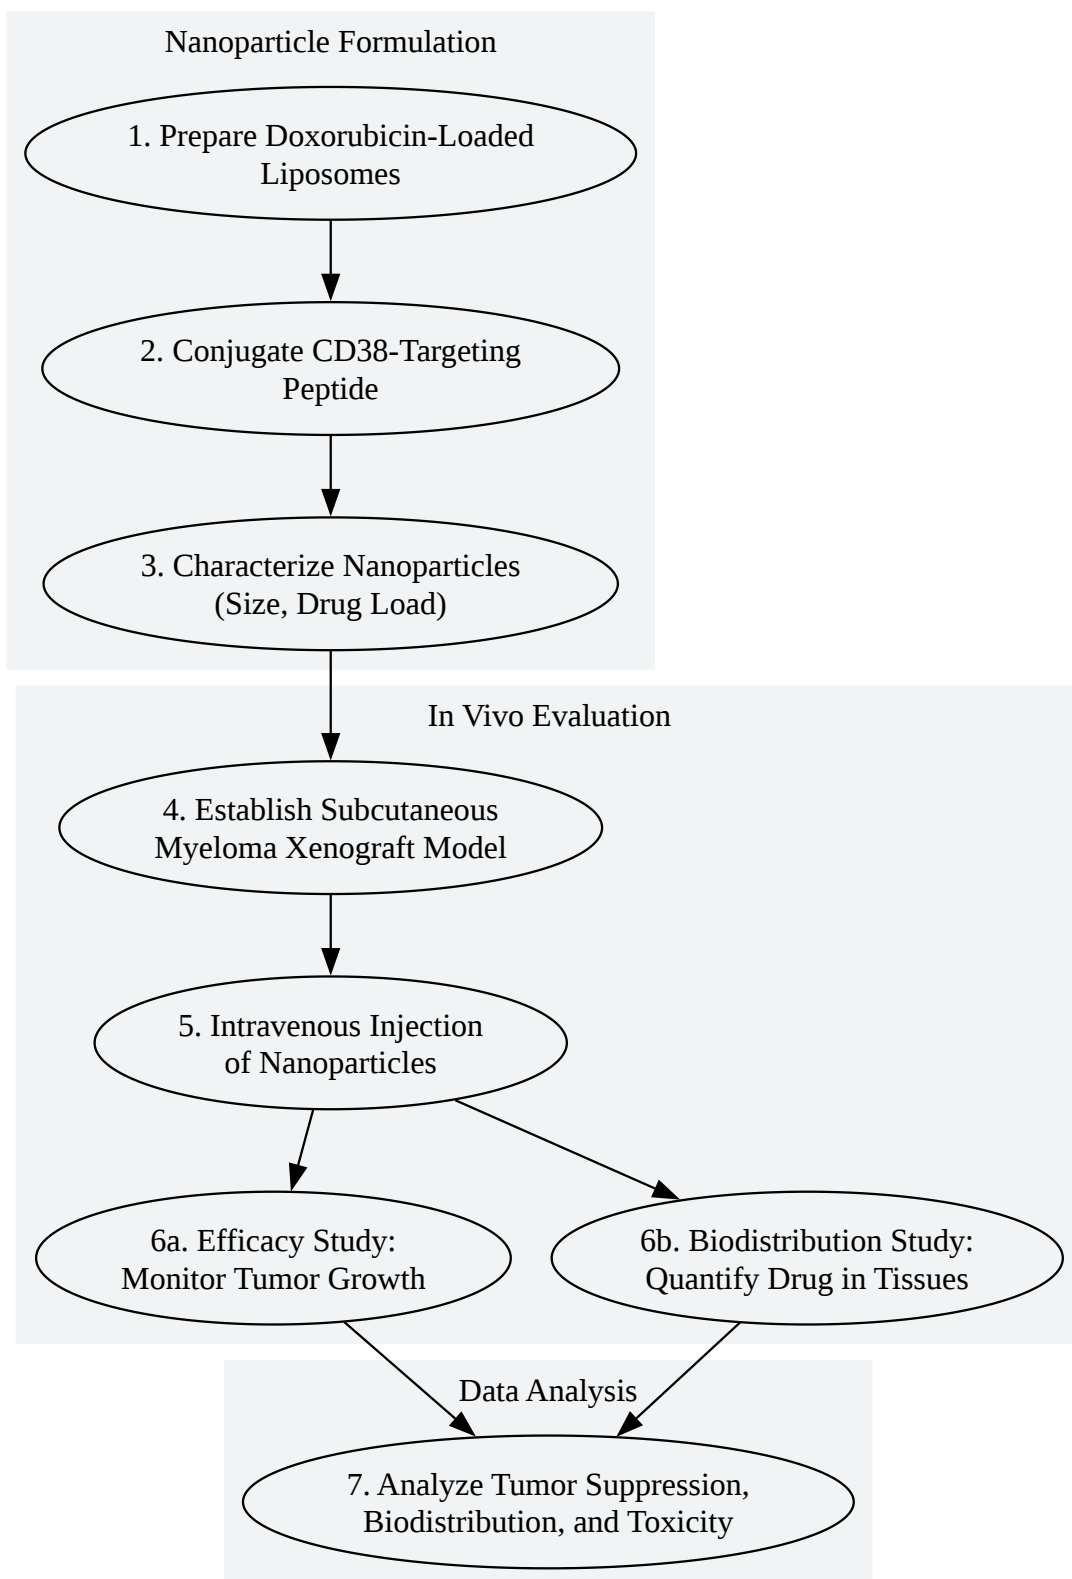 Nanoparticle Formulation
1. Prepare Doxorubicin-Loaded
Liposomes
2. Conjugate CD38-Targeting
Peptide
3. Characterize Nanoparticles
(Size, Drug Load)
In Vivo Evaluation
4. Establish Subcutaneous
Myeloma Xenograft Model
5. Intravenous Injection
of Nanoparticles
6a. Efficacy Study:
Monitor Tumor Growth
6b. Biodistribution Study:
Quantify Drug in Tissues
Data Analysis
7. Analyze Tumor Suppression,
Biodistribution, and Toxicity